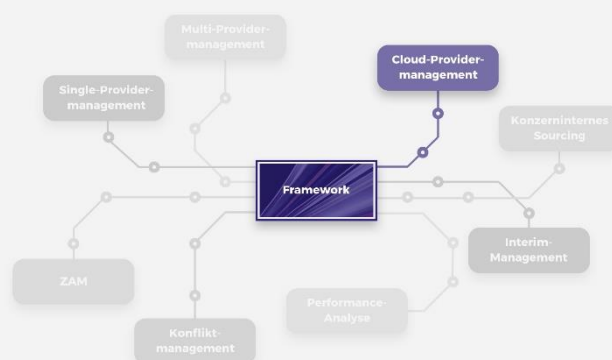 Multi-Provider-
management
Cloud-Provider-
management
Single-Provider-
management
Konzerninternes
Sourcing
Framework
Interim-
Management
ZAM
Performance-
Analyse
Konflikt-
management